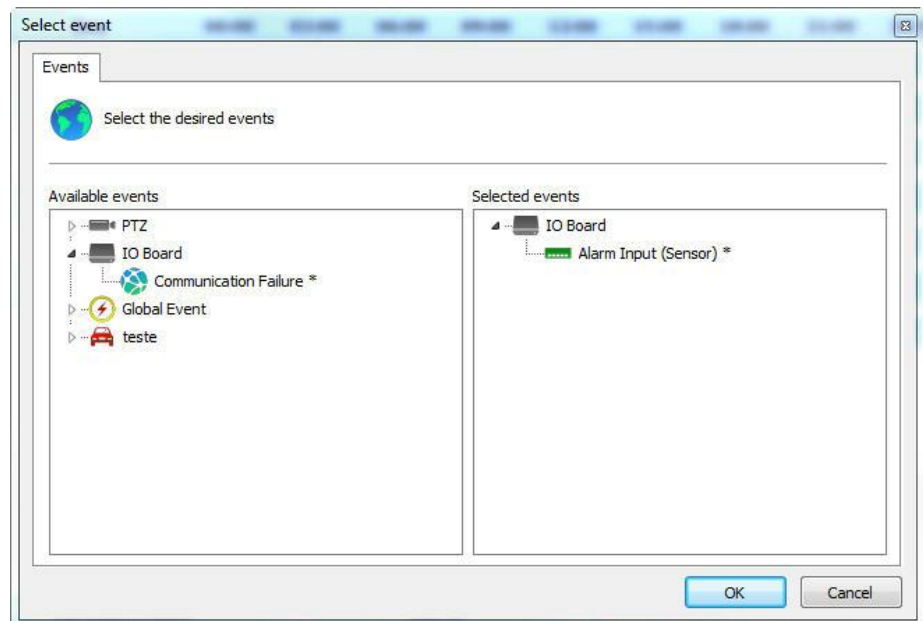 Select event
Events
Select the desired events
Available events
PTZ
IO Board
Communication Failure *
Global Event
teste
Selected events
IO Board
Alarm Input (Sensor) *
OK
Cancel